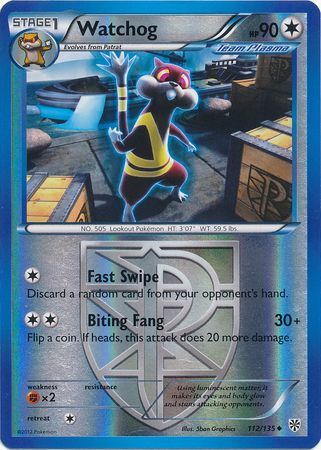 STAGE1 Watchog HP 90
Evolves from Patrat
Team Plasma
NO. 505 Lookout Pokémon HT: 3'07" WT: 59.5 lbs.
Fast Swipe
Discard a random card from your opponent's hand.
Biting Fang 30+
Flip a coin. If heads, this attack does 20 more damage.
weakness resistance
×2
retreat
Using luminescent matter, it
makes its eyes and body glow
and stuns attacking opponents.
©2012 Pokémon
Illus. 5ban Graphics
112/135